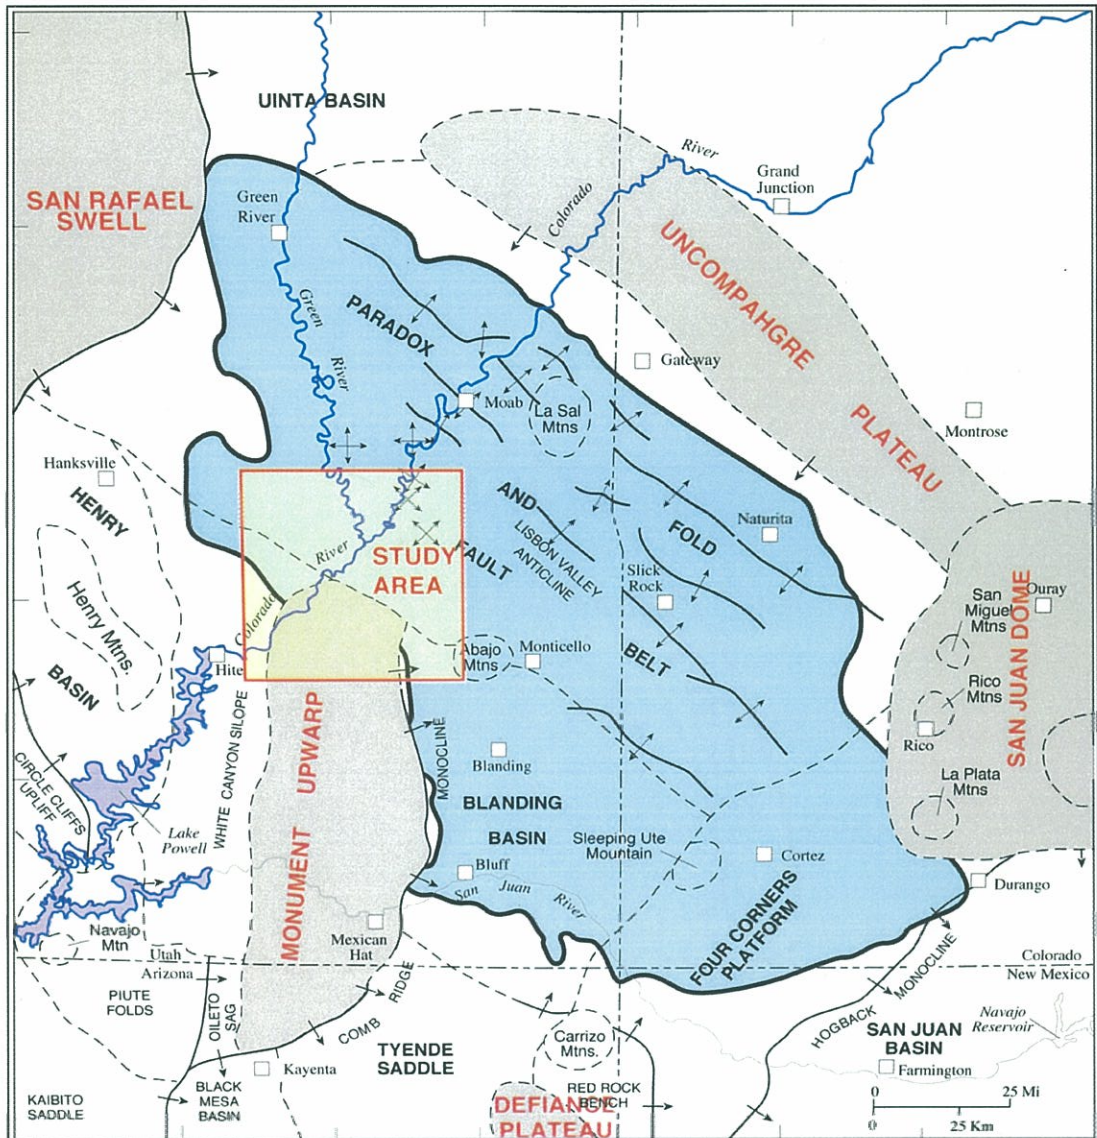 UINTA BASIN
SAN RAFAEL
SWELL
Green
River
River
Grand
Junction
Colorado
UNCOMPAHGRE
PLATEAU
Green
River
PARADOX
Gateway
Moab
La Sal
Mtns
Montrose
Hanksville
HENRY
BASIN
Henry Mtns.
AND
FOLD
Naturita
LISBON VALLEY
ANTICLINE
River
STUDY
AREA
FAULT
Slick
Rock
Colorado
Ouray
San
Miguel
Mtns
SAN JUAN DOME
Hite
Abajo
Mtns
Monticello
BELT
Rico
Mtns
Rico
MONUMENT UPWARP
WHITE CANYON SILOPE
MONOCLINE
Blanding
CIRCLE CLIFFS
UPLIFF
Lake
Powell
BLANDING
BASIN
La Plata
Mtns
Sleeping Ute
Mountain
Cortez
Bluff
San Juan River
Durango
FOUR CORNERS
PLATFORM
Navajo
Mtn
Mexican
Hat
Utah
Arizona
Colorado
New Mexico
PIUTE
FOLDS
OILETO
SAG
COMB RIDGE
HOGBACK MONOCLINE
Navajo
Reservoir
SAN JUAN
BASIN
Carrizo
Mtns.
TYENDE
SADDLE
Kayenta
Farmington
KAIBITO
SADDLE
BLACK
MESA
BASIN
RED ROCK
BENCH
DEFIANCE
PLATEAU
0 25 Mi
0 25 Km